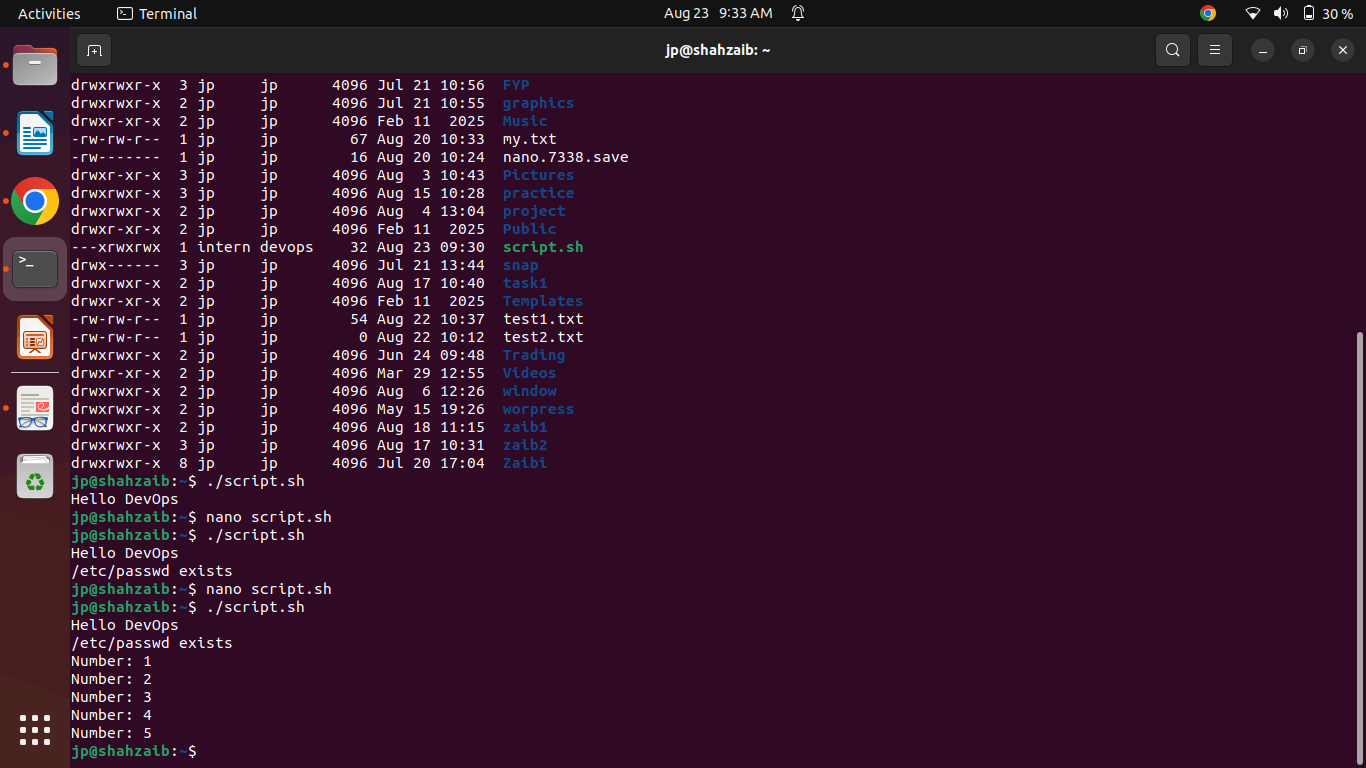 Activities Terminal Aug 23 9:33 AM 30 %
jp@shahzaib: ~
drwxrwxr-x  3 jp     jp      4096 Jul 21 10:56  FYP
drwxrwxr-x  2 jp     jp      4096 Jul 21 10:55  graphics
drwxr-xr-x  2 jp     jp      4096 Feb 11  2025  Music
-rw-rw-r--  1 jp     jp        67 Aug 20 10:33  my.txt
-rw-------  1 jp     jp        16 Aug 20 10:24  nano.7338.save
drwxr-xr-x  3 jp     jp      4096 Aug  3 10:43  Pictures
drwxrwxr-x  3 jp     jp      4096 Aug 15 10:28  practice
drwxrwxr-x  2 jp     jp      4096 Aug  4 13:04  project
drwxr-xr-x  2 jp     jp      4096 Feb 11  2025  Public
---xrwxrwx  1 intern devops    32 Aug 23 09:30  script.sh
drwx------  3 jp     jp      4096 Jul 21 13:44  snap
drwxrwxr-x  2 jp     jp      4096 Aug 17 10:40  task1
drwxr-xr-x  2 jp     jp      4096 Feb 11  2025  Templates
-rw-rw-r--  1 jp     jp        54 Aug 22 10:37  test1.txt
-rw-rw-r--  1 jp     jp         0 Aug 22 10:12  test2.txt
drwxrwxr-x  2 jp     jp      4096 Jun 24 09:48  Trading
drwxr-xr-x  2 jp     jp      4096 Mar 29 12:55  Videos
drwxrwxr-x  2 jp     jp      4096 Aug  6 12:26  window
drwxrwxr-x  2 jp     jp      4096 May 15 19:26  worpress
drwxrwxr-x  2 jp     jp      4096 Aug 18 11:15  zaib1
drwxrwxr-x  3 jp     jp      4096 Aug 17 10:31  zaib2
drwxrwxr-x  8 jp     jp      4096 Jul 20 17:04  Zaibi
jp@shahzaib:~$ ./script.sh
Hello DevOps
jp@shahzaib:~$ nano script.sh
jp@shahzaib:~$ ./script.sh
Hello DevOps
/etc/passwd exists
jp@shahzaib:~$ nano script.sh
jp@shahzaib:~$ ./script.sh
Hello DevOps
/etc/passwd exists
Number: 1
Number: 2
Number: 3
Number: 4
Number: 5
jp@shahzaib:~$